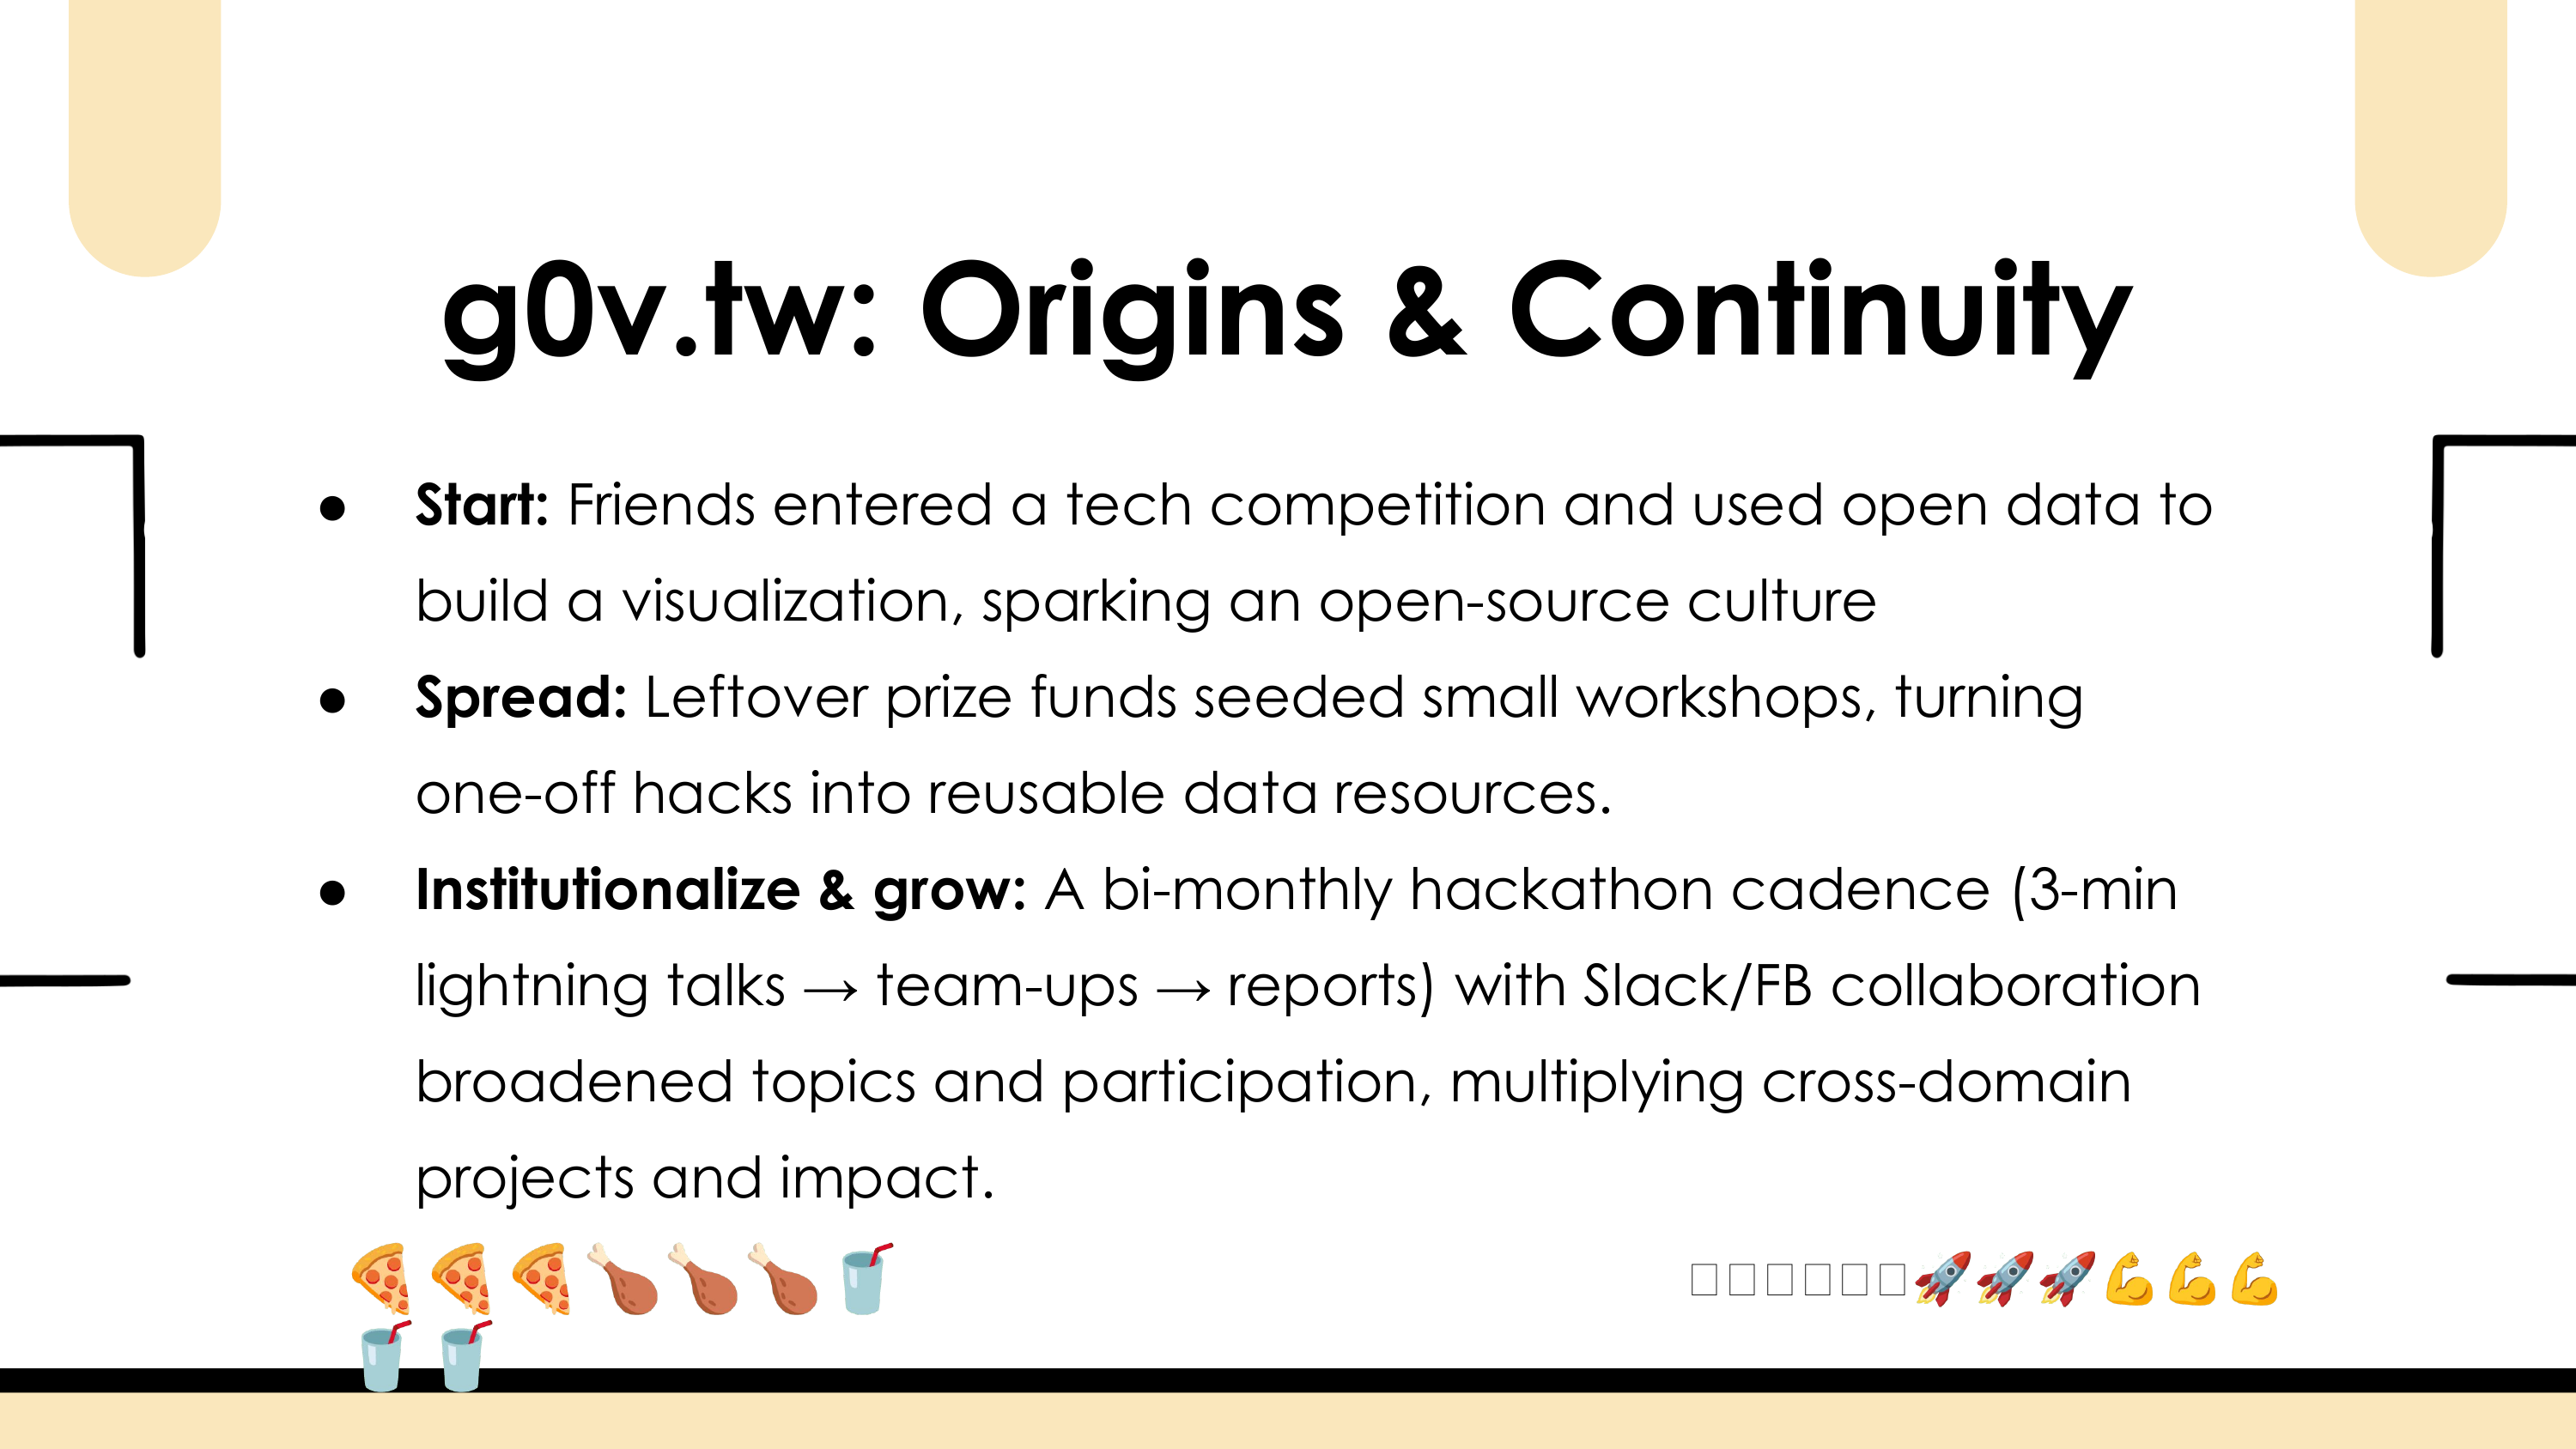 g0v.tw: Origins & Continuity
● Start: Friends entered a tech competition and used open data to
build a visualization, sparking an open-source culture
● Spread: Leftover prize funds seeded small workshops, turning
one-off hacks into reusable data resources.
● Institutionalize & grow: A bi-monthly hackathon cadence (3-min
lightning talks → team-ups → reports) with Slack/FB collaboration
broadened topics and participation, multiplying cross-domain
projects and impact.
🍕🍕🍕🍗🍗🍗🥤
🥤🥤
□□□□□□🚀🚀🚀💪💪💪